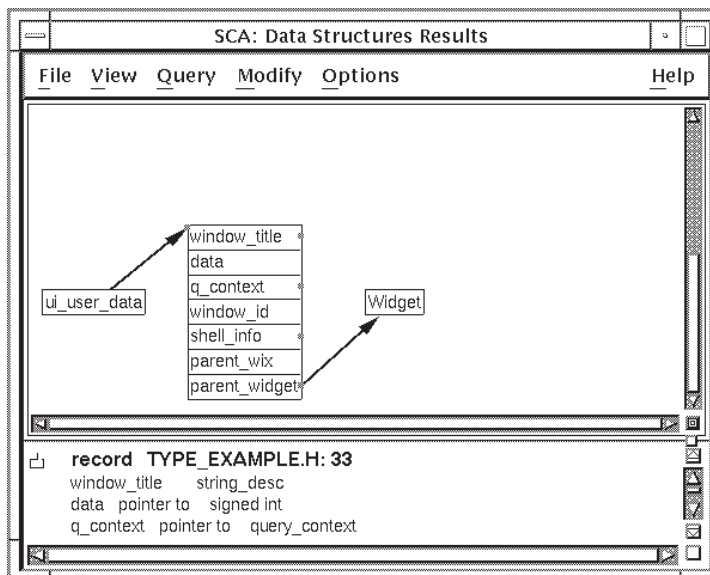 SCA: Data Structures Results
File View Query Modify Options Help
window_title
data
q_context
ui_user_data
Widget
window_id
shell_info
parent_wix
parent_widget
record TYPE_EXAMPLE.H: 33
window_title string_desc
data pointer to signed int
q_context pointer to query_context